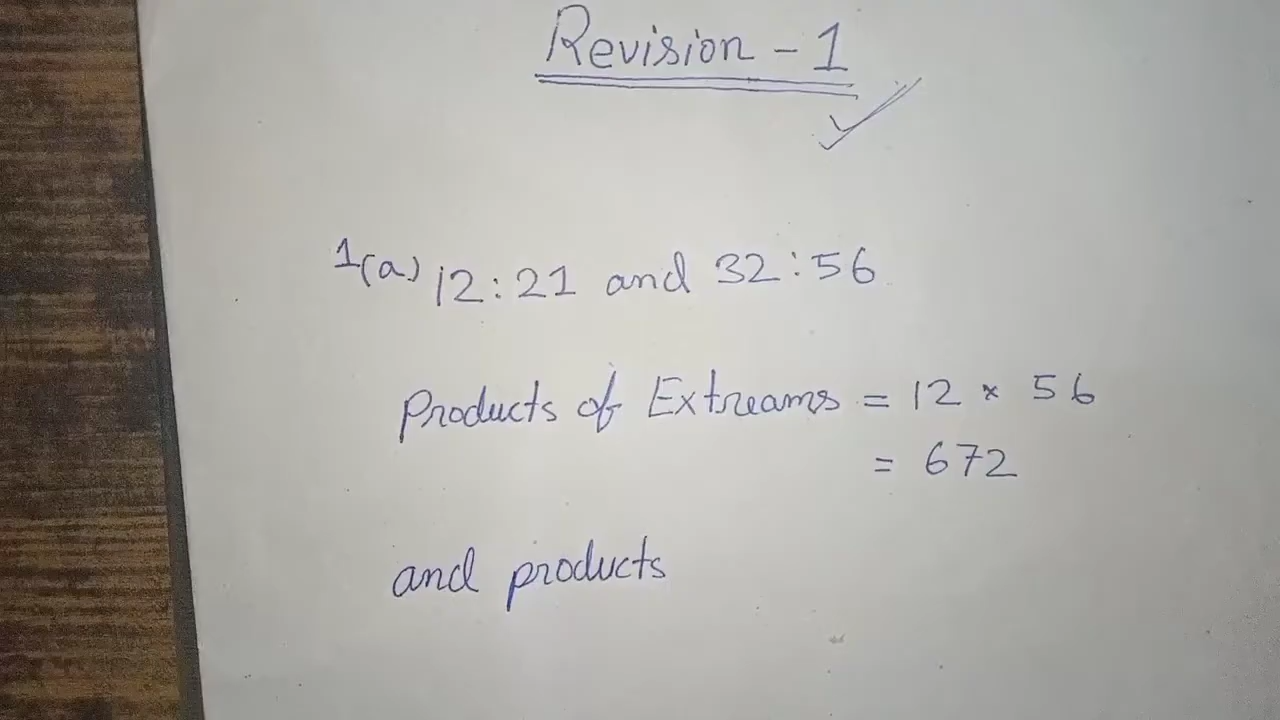 Revision - 1
1(a) 12:21 and 32:56
Products of Extreams = 12 × 56
= 672
and products